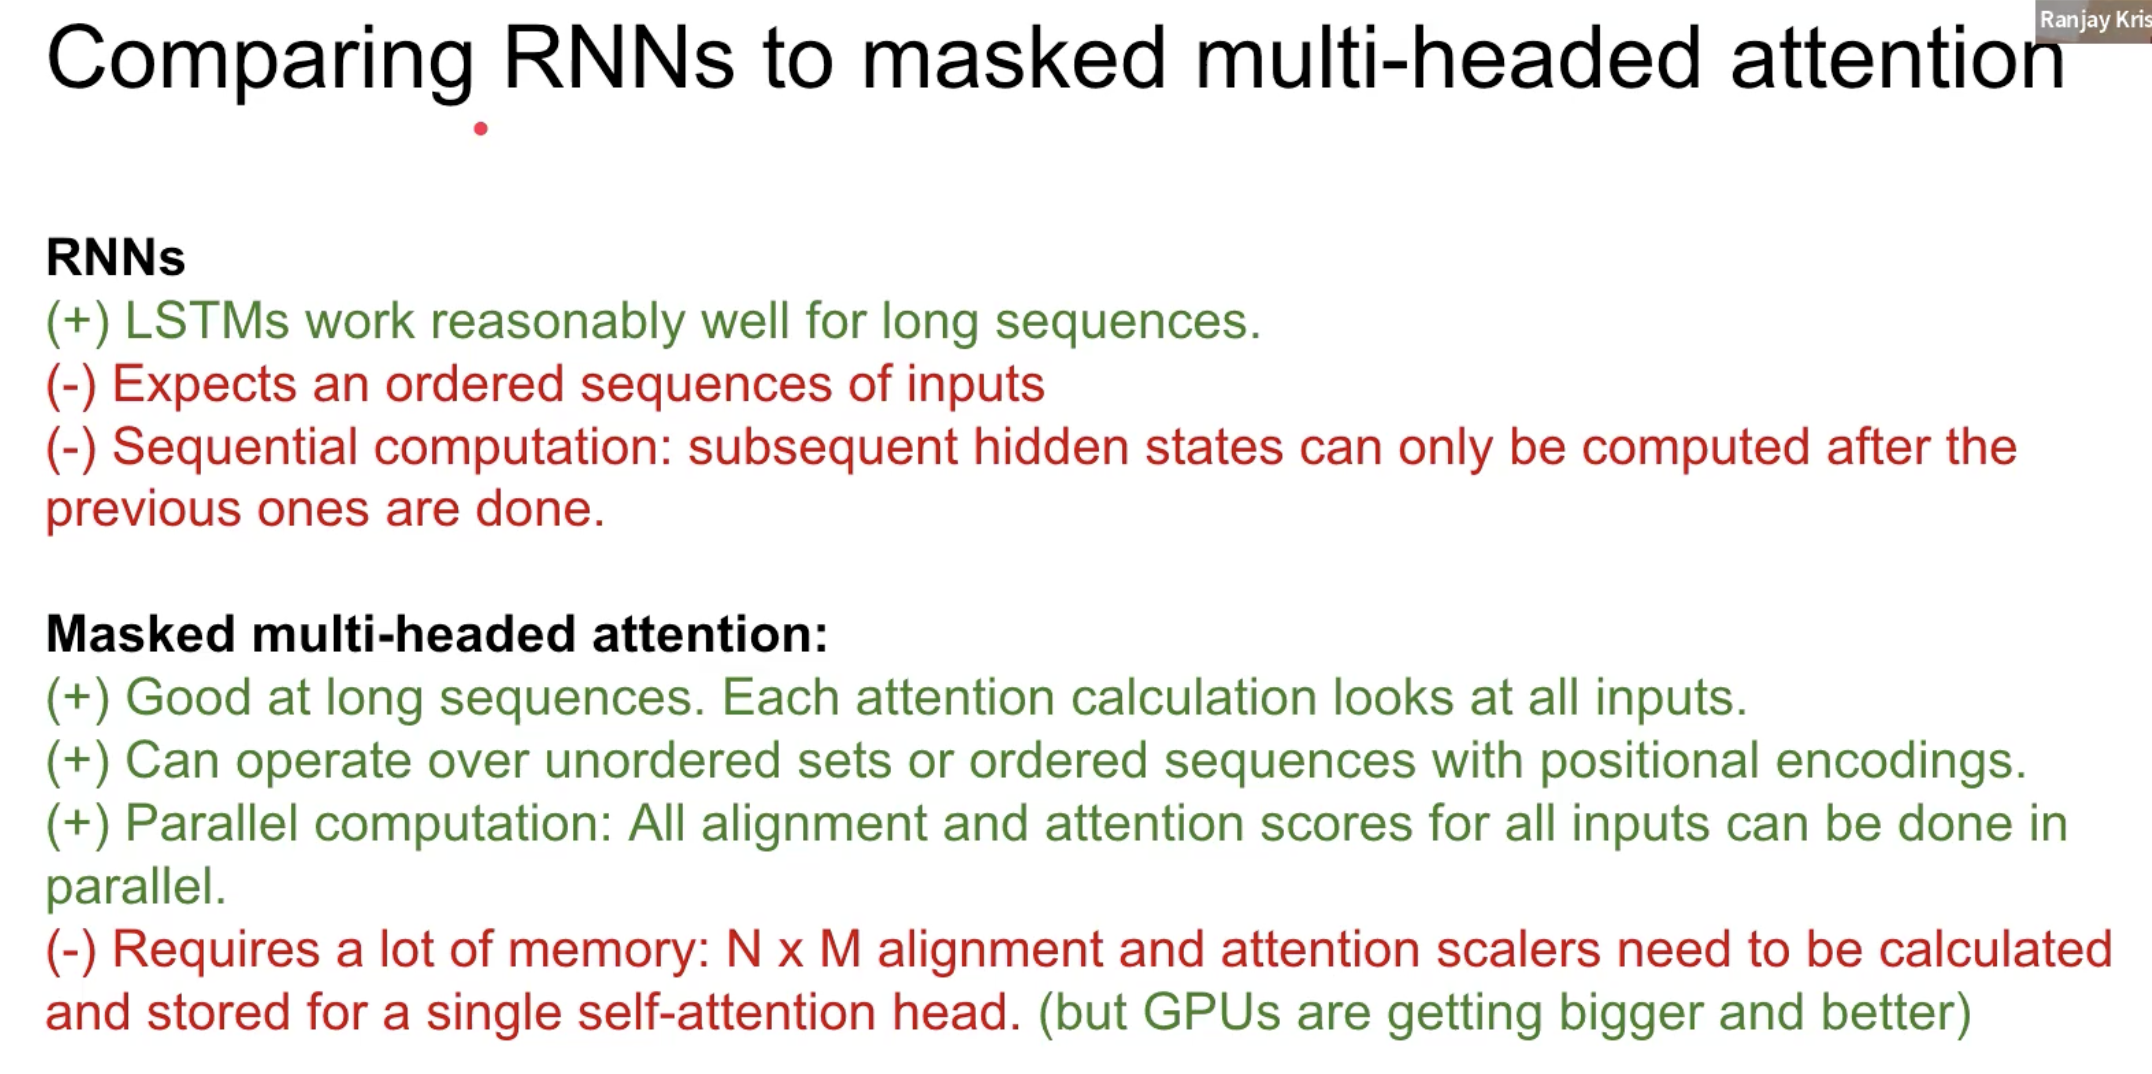 Ranjay Kris
Comparing RNNs to masked multi-headed attention
RNNs
(+) LSTMs work reasonably well for long sequences.
(-) Expects an ordered sequences of inputs
(-) Sequential computation: subsequent hidden states can only be computed after the
previous ones are done.
Masked multi-headed attention:
(+) Good at long sequences. Each attention calculation looks at all inputs.
(+) Can operate over unordered sets or ordered sequences with positional encodings.
(+) Parallel computation: All alignment and attention scores for all inputs can be done in
parallel.
(-) Requires a lot of memory: N x M alignment and attention scalers need to be calculated
and stored for a single self-attention head. (but GPUs are getting bigger and better)